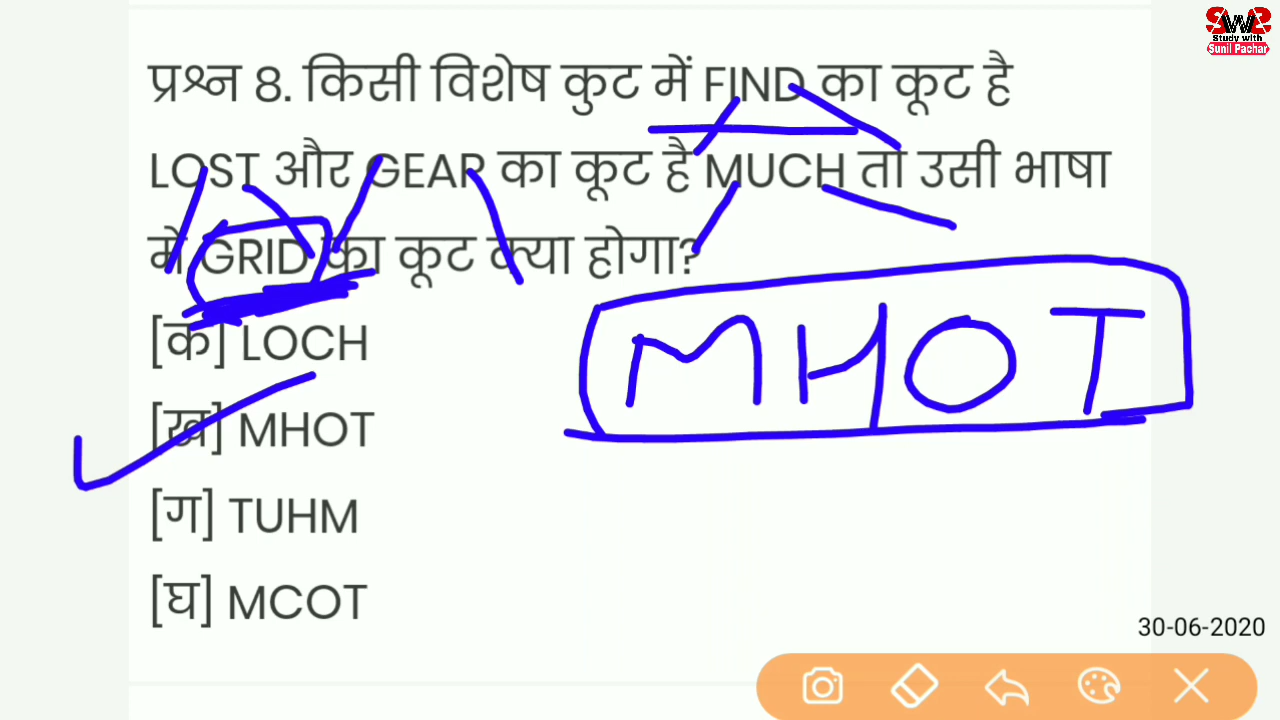 SWS
Study with
Sunil Pachar
प्रश्न 8. किसी विशेष कुट में FIND का कूट है
LOST और GEAR का कूट है MUCH तो उसी भाषा
में GRID का कूट क्या होगा?
[क] LOCH
[ख] MHOT
[ग] TUHM
[घ] MCOT
MHOT
30-06-2020